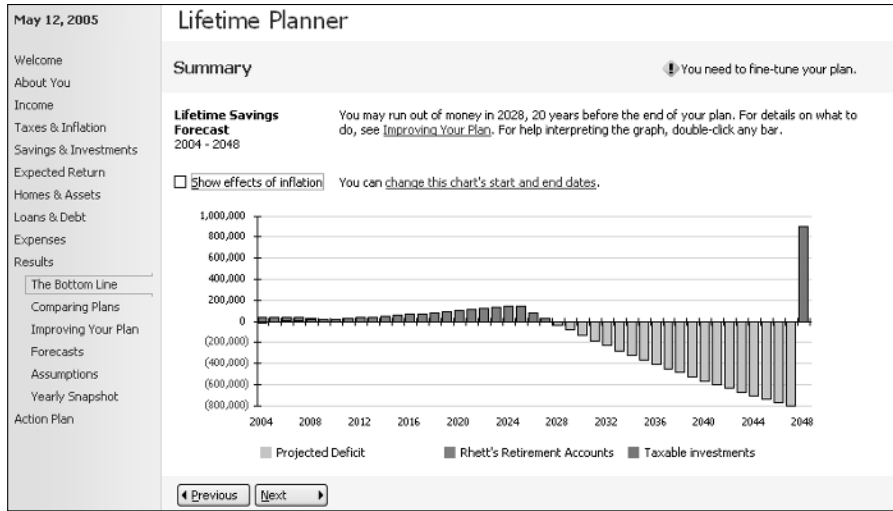 May 12, 2005
Lifetime Planner
Welcome
About You
Income
Taxes & Inflation
Savings & Investments
Expected Return
Homes & Assets
Loans & Debt
Expenses
Results
The Bottom Line
Comparing Plans
Improving Your Plan
Forecasts
Assumptions
Yearly Snapshot
Action Plan
Summary
You need to fine-tune your plan.
Lifetime Savings
Forecast
2004 - 2048
You may run out of money in 2028, 20 years before the end of your plan. For details on what to
do, see Improving Your Plan. For help interpreting the graph, double-click any bar.
Show effects of inflation
You can change this chart's start and end dates.
1,000,000
800,000
600,000
400,000
200,000
0
(200,000)
(400,000)
(600,000)
(800,000)
2004 2008 2012 2016 2020 2024 2028 2032 2036 2040 2044 2048
Projected Deficit Rhett's Retirement Accounts Taxable investments
Previous Next